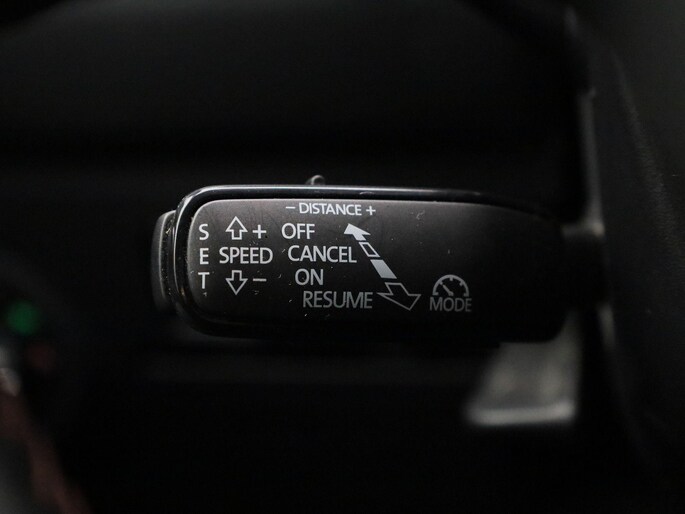 - DISTANCE +
S + OFF
E SPEED CANCEL
T - ON
RESUME
MODE